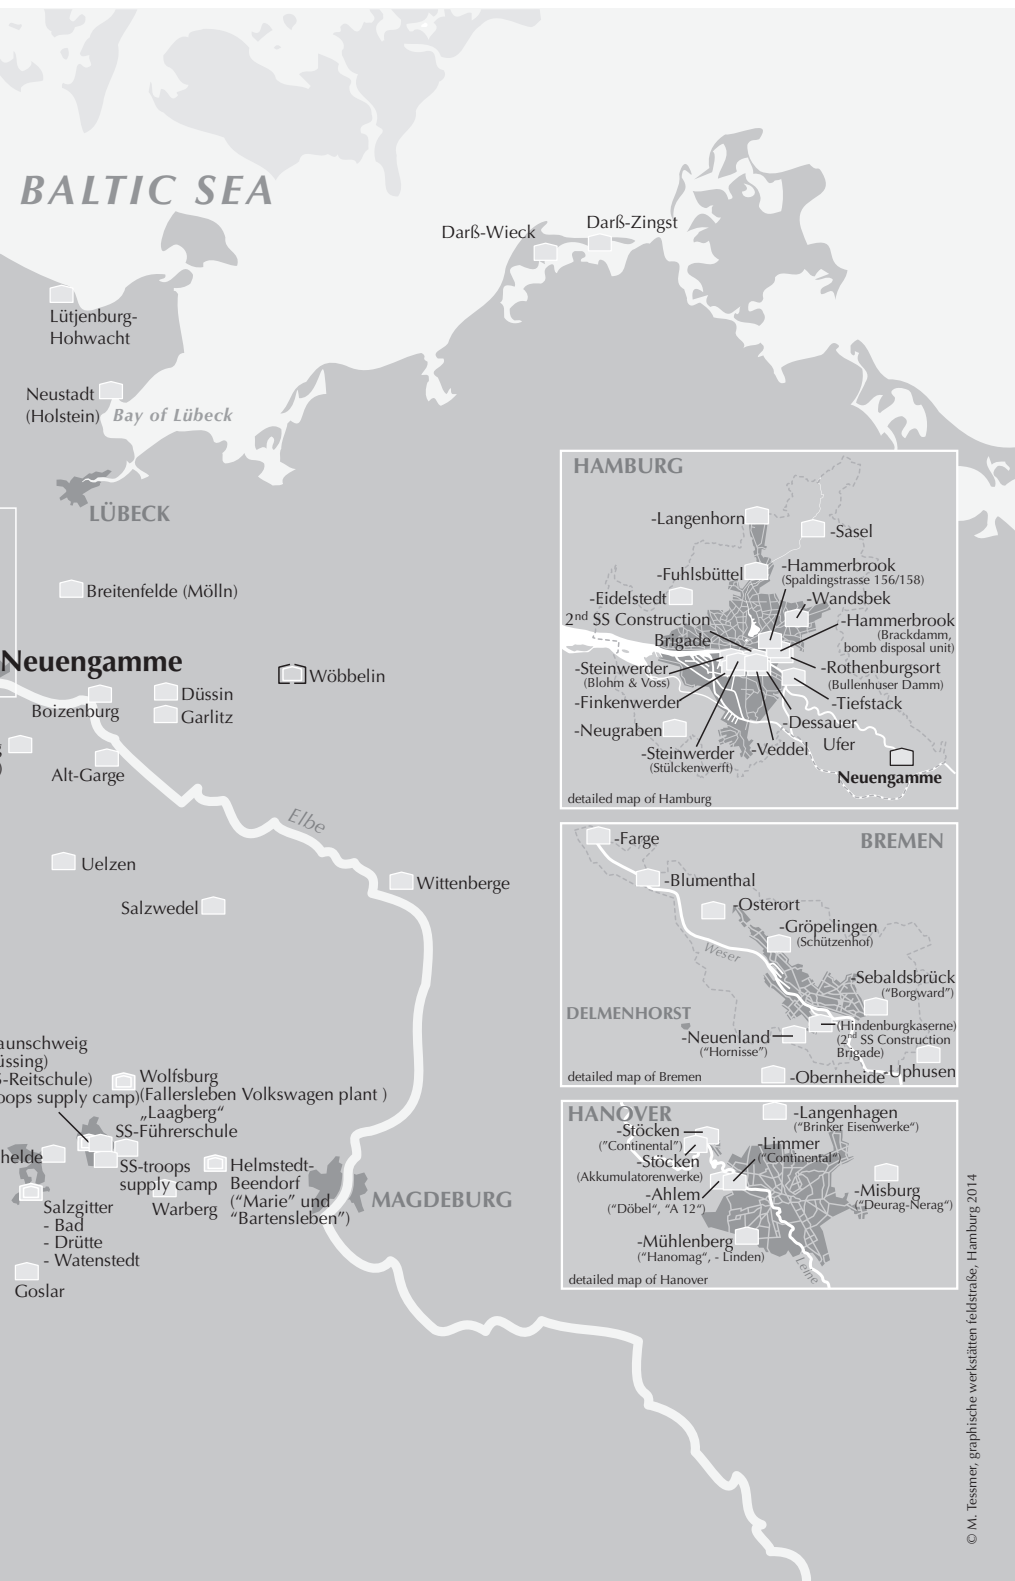 BALTIC SEA
Darß-Wieck
Darß-Zingst
Lütjenburg-
Hohwacht
Neustadt
(Holstein)
Bay of Lübeck
LÜBECK
Breitenfelde (Mölln)
Neuengamme
Wöbbelin
Boizenburg
Düssin
Garlitz
Alt-Garge
Elbe
Uelzen
Salzwedel
Wittenberge
aunschweig
üssing)
S-Reitschule)
oops supply camp)
Wolfsburg
(Fallersleben Volkswagen plant )
„Laagberg“
SS-Führerschule
helde
SS-troops
supply camp
Warberg
Helmstedt-
Beendorf
(“Marie” und
“Bartensleben”)
MAGDEBURG
Salzgitter
- Bad
- Drütte
- Watenstedt
Goslar
HAMBURG
-Langenhorn
-Sasel
-Fuhlsbüttel
-Hammerbrook
(Spaldingstrasse 156/158)
-Eidelstedt
-Wandsbek
2nd SS Construction
Brigade
-Hammerbrook
(Brackdamm,
bomb disposal unit)
-Steinwerder
(Blohm & Voss)
-Rothenburgsort
(Bullenhuser Damm)
-Finkenwerder
-Tiefstack
-Neugraben
-Dessauer
Ufer
-Steinwerder
(Stülckenwerft)
-Veddel
Neuengamme
detailed map of Hamburg
BREMEN
-Farge
-Blumenthal
-Osterort
-Gröpelingen
(Schützenhof)
Weser
-Sebaldsbrück
(“Borgward”)
DELMENHORST
-Neuenland
(“Hornisse”)
(Hindenburgkaserne)
(2nd SS Construction
Brigade)
-Obernheide
-Uphusen
detailed map of Bremen
HANOVER
-Langenhagen
(“Brinker Eisenwerke“)
-Stöcken
(”Continental”)
-Limmer
(“Continental“
-Stöcken
(Akkumulatorenwerke)
-Ahlem
(“Döbel“, “A 12“)
-Misburg
(“Deurag-Nerag“)
-Mühlenberg
(“Hanomag“, - Linden)
Leine
detailed map of Hanover
© M. Tessmer, graphische werkstätten feldstraße, Hamburg 2014